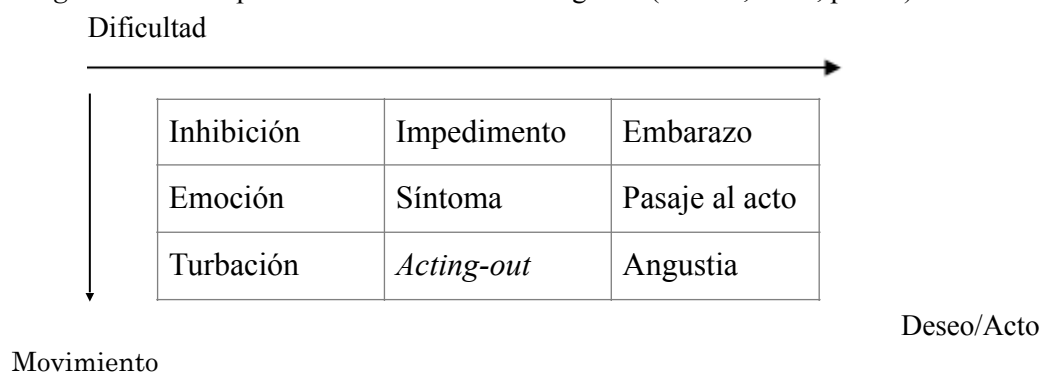 Dificultad
Inhibición Impedimento Embarazo
Emoción Síntoma Pasaje al acto
Turbación Acting-out Angustia
Deseo/Acto
Movimiento